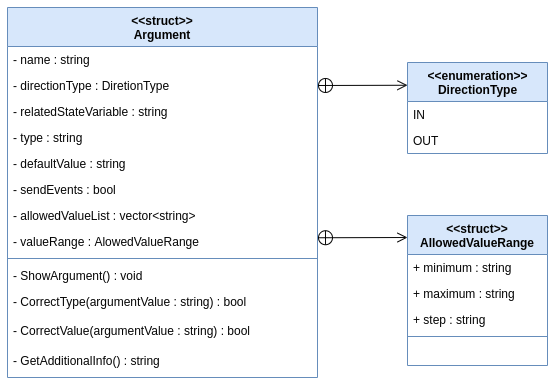 <<struct>>
Argument
- name : string
- directionType : DiretionType
- relatedStateVariable : string
- type : string
- defaultValue : string
- sendEvents : bool
- allowedValueList : vector<string>
- valueRange : AlowedValueRange
- ShowArgument() : void
- CorrectType(argumentValue : string) : bool
- CorrectValue(argumentValue : string) : bool
- GetAdditionalInfo() : string
<<enumeration>>
DirectionType
IN
OUT
<<struct>>
AllowedValueRange
+ minimum : string
+ maximum : string
+ step : string